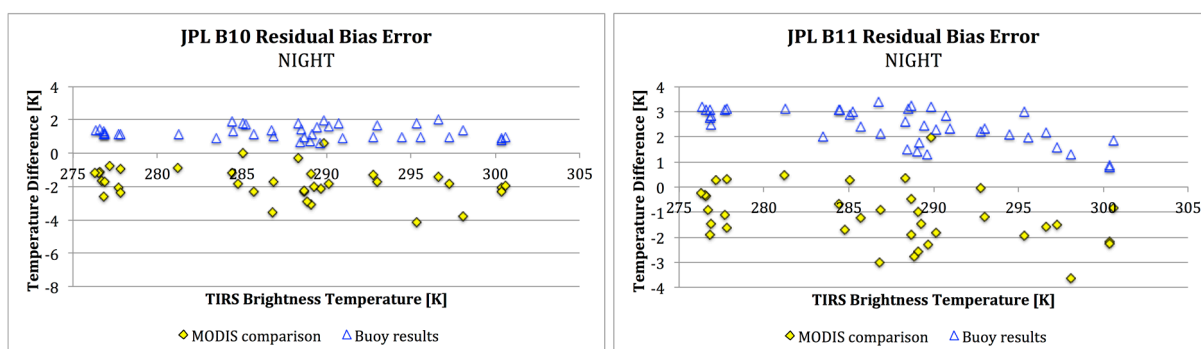 JPL B10 Residual Bias Error
NIGHT
Temperature Difference [K]
4
2
0
-2
-4
-6
-8
275
280
285
290
295
300
305
TIRS Brightness Temperature [K]
MODIS comparison
Buoy results
JPL B11 Residual Bias Error
NIGHT
Temperature Difference [K]
4
3
2
1
0
-1
-2
-3
-4
275
280
285
290
295
300
305
TIRS Brightness Temperature [K]
MODIS comparison
Buoy results